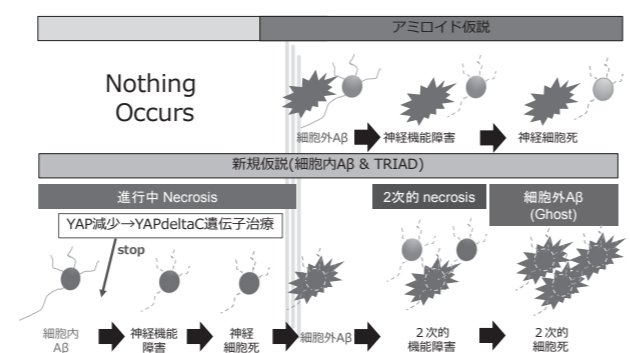 アミロイド仮説
Nothing
Occurs
細胞外Aβ
神経機能障害
神経細胞死
新規仮説(細胞内Aβ & TRIAD)
進行中 Necrosis
2次的 necrosis
細胞外Aβ
(Ghost)
YAP減少→YAPdeltaC遺伝子治療
stop
細胞内
Aβ
神経機能
障害
神経
細胞死
細胞外Aβ
2次的
機能障害
2次的
細胞死